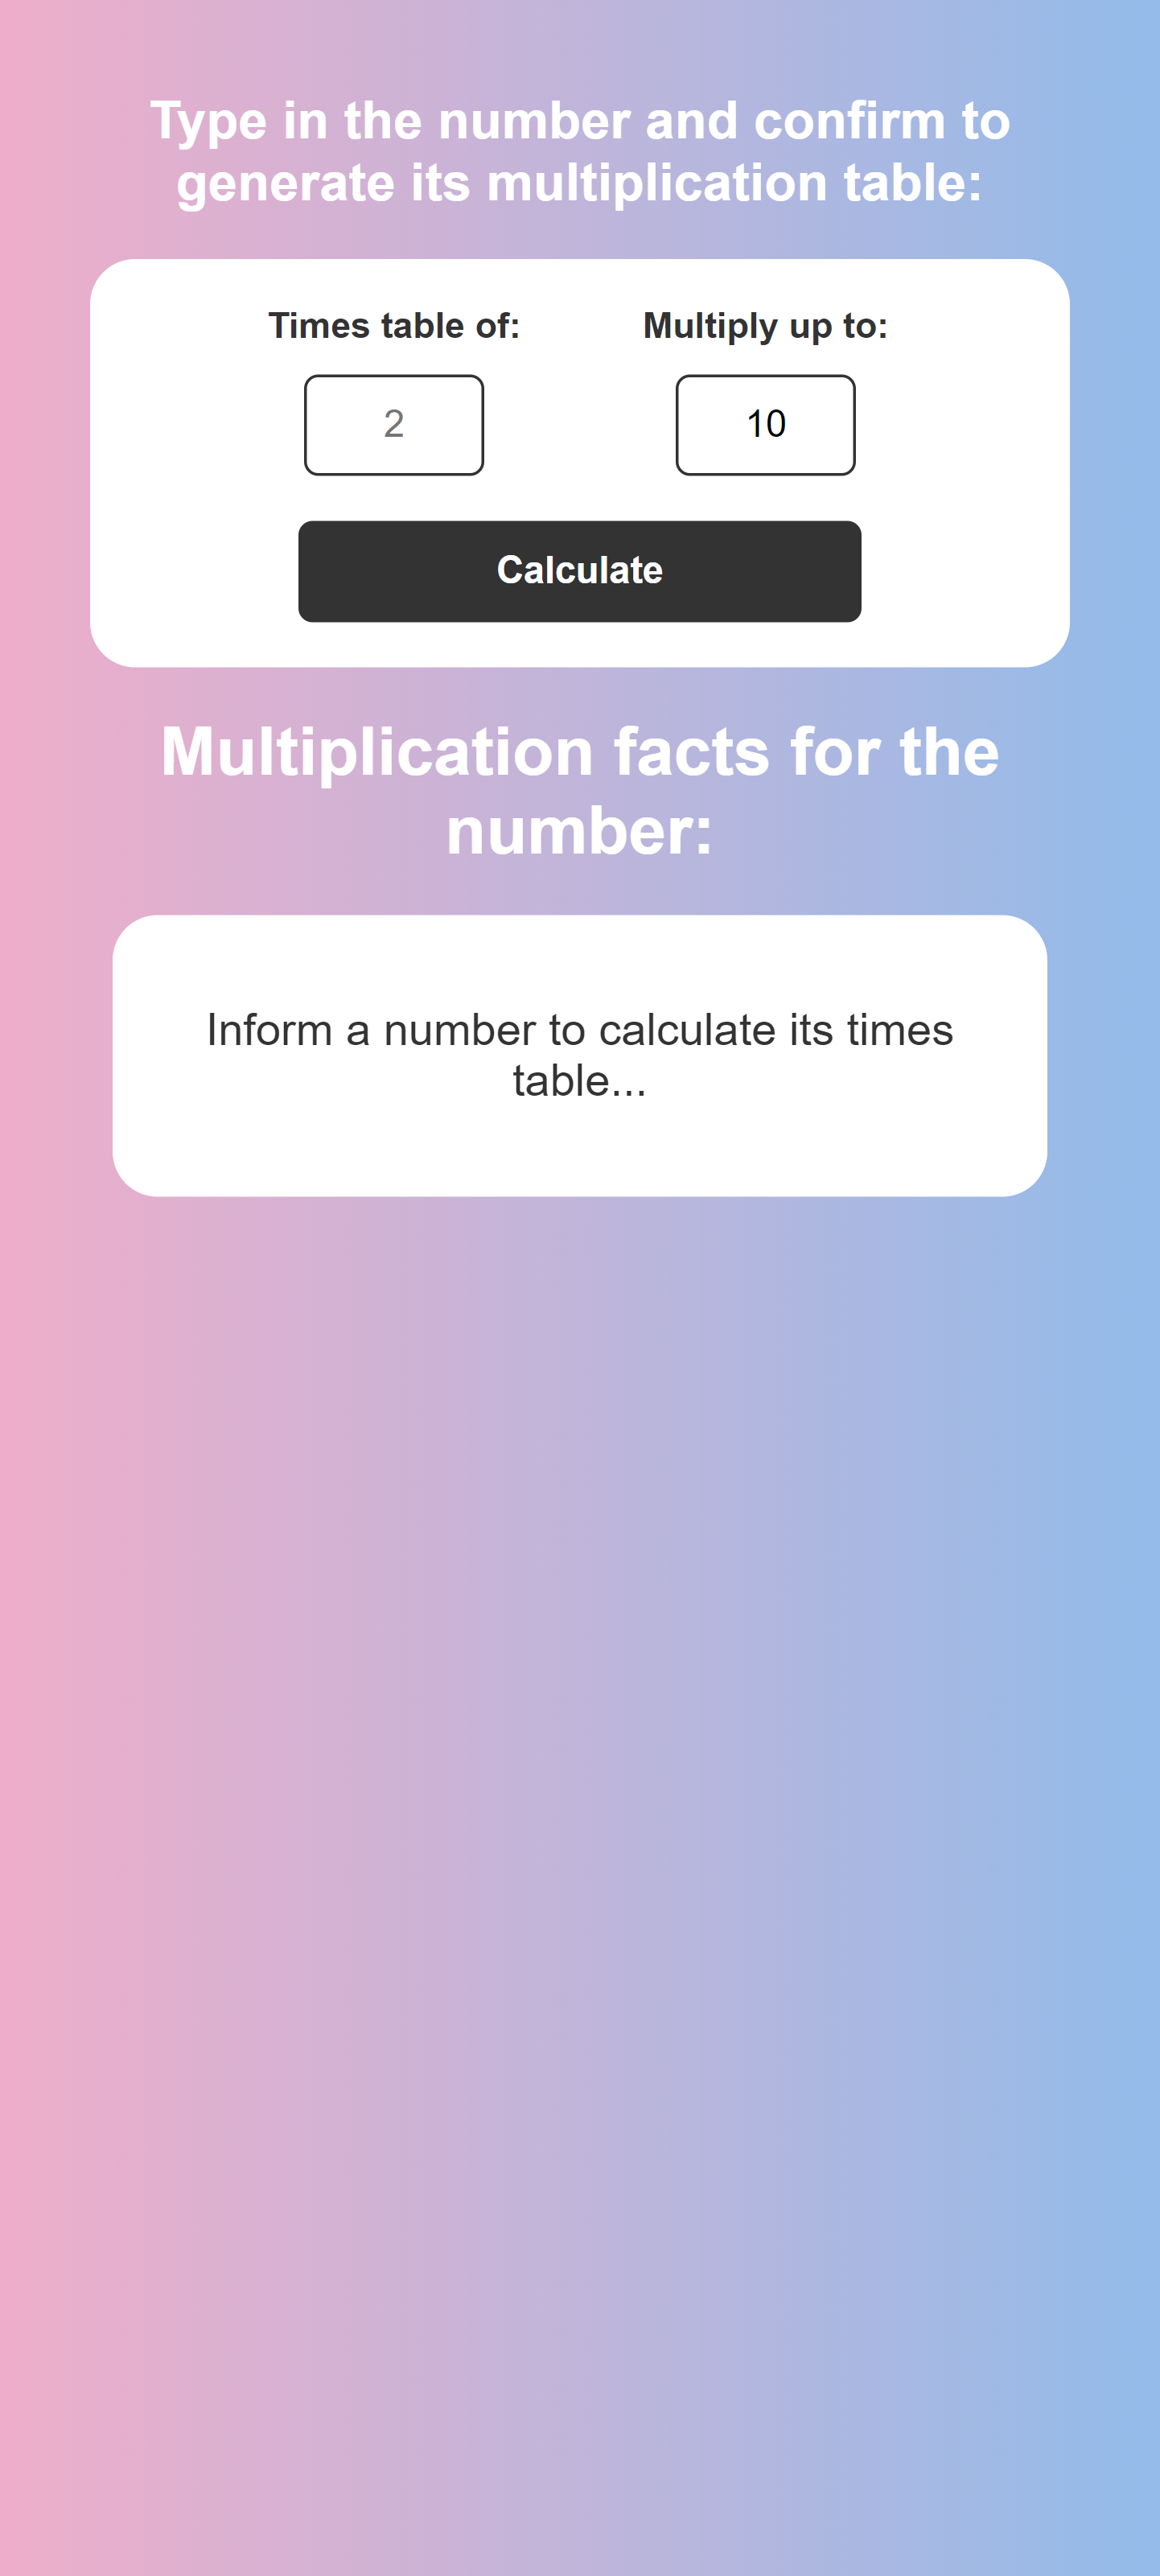 Type in the number and confirm to
generate its multiplication table:
Times table of:
Multiply up to:
2
10
Calculate
Multiplication facts for the
number:
Inform a number to calculate its times
table...